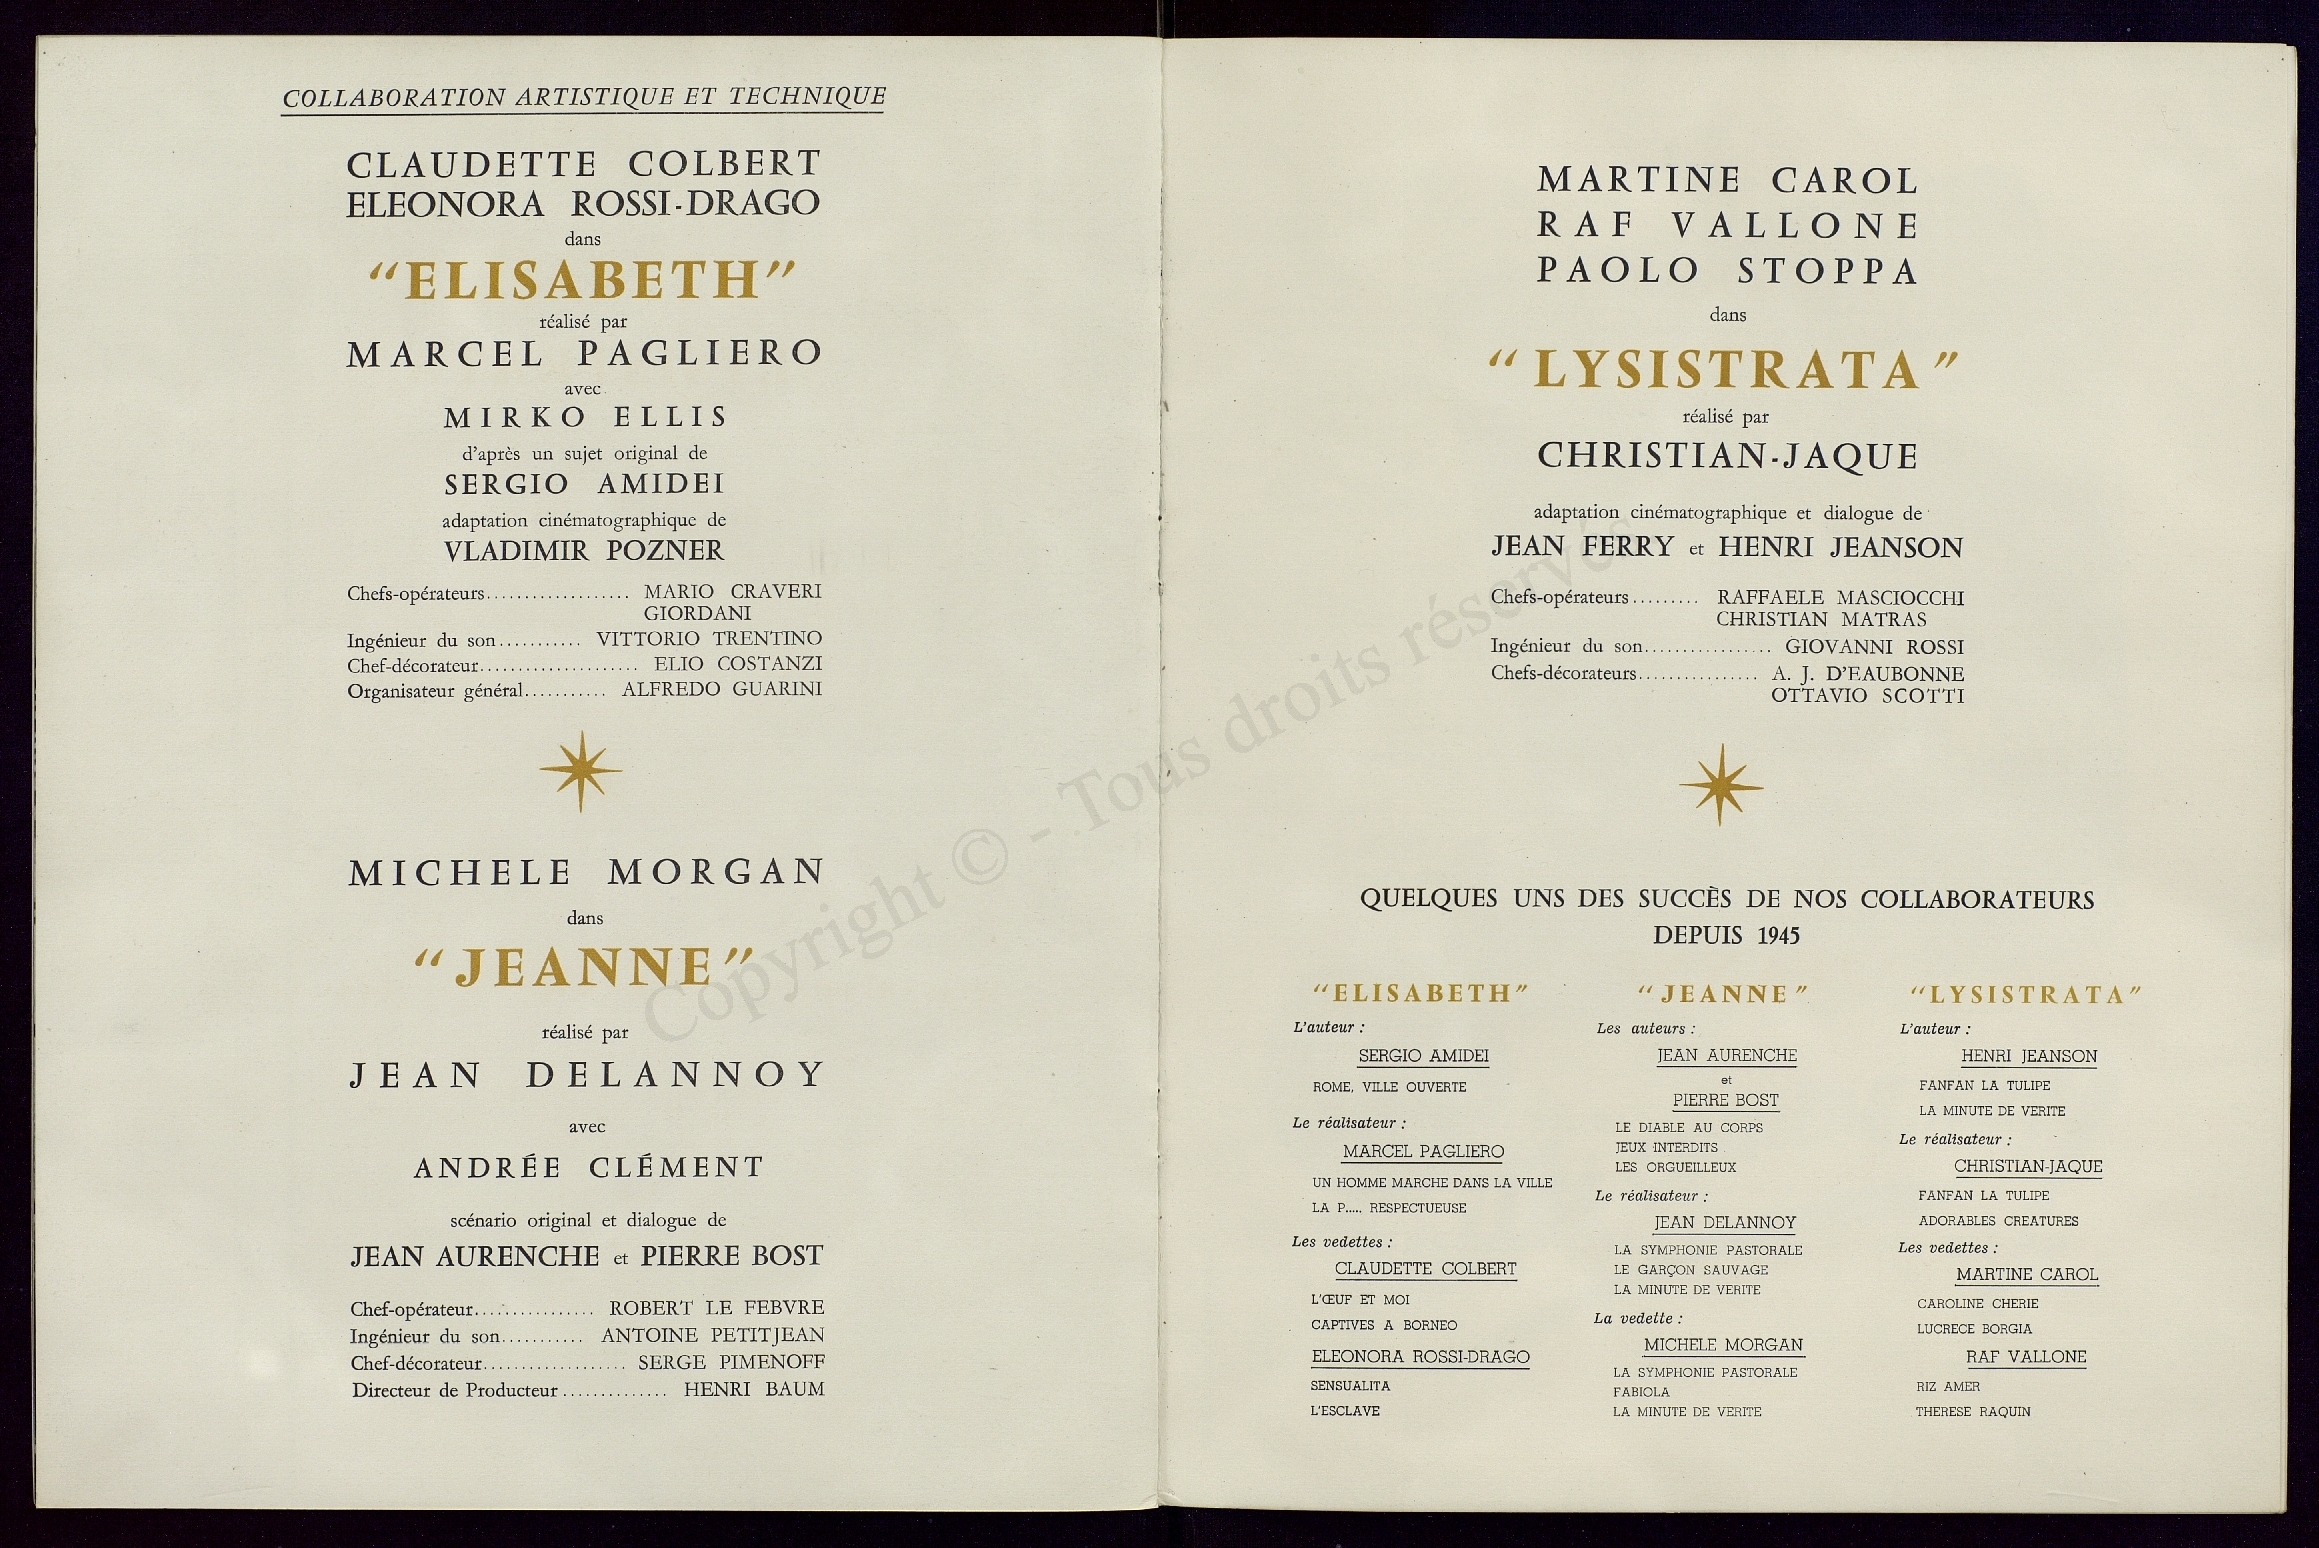 COLLABORATION ARTISTIQUE ET TECHNIQUE
CLAUDETTE COLBERT
ELEONORA ROSSI-DRAGO
dans
“ELISABETH”
réalisé par
MARCEL PAGLIERO
avec
MIRKO ELLIS
d'après un sujet original de
SERGIO AMIDEI
adaptation cinématographique de
VLADIMIR POZNER
Chefs-opérateurs................... MARIO CRAVERI
GIORDANI
Ingénieur du son........... VITTORIO TRENTINO
Chef-décorateur..................... ELIO COSTANZI
Organisateur général........... ALFREDO GUARINI
MICHELE MORGAN
dans
“JEANNE”
réalisé par
JEAN DELANNOY
avec
ANDRÉE CLÉMENT
scénario original et dialogue de
JEAN AURENCHE et PIERRE BOST
Chef-opérateur................ ROBERT LE FEBVRE
Ingénieur du son........... ANTOINE PETITJEAN
Chef-décorateur................... SERGE PIMENOFF
Directeur de Producteur.............. HENRI BAUM
MARTINE CAROL
RAF VALLONE
PAOLO STOPPA
dans
“LYSISTRATA”
réalisé par
CHRISTIAN-JAQUE
adaptation cinématographique et dialogue de
JEAN FERRY et HENRI JEANSON
Chefs-opérateurs......... RAFFAELE MASCIOCCHI
CHRISTIAN MATRAS
Ingénieur du son................. GIOVANNI ROSSI
Chefs-décorateurs................ A. J. D'EAUBONNE
OTTAVIO SCOTTI
QUELQUES UNS DES SUCCÈS DE NOS COLLABORATEURS
DEPUIS 1945
“ELISABETH”
L'auteur :
SERGIO AMIDEI
ROME, VILLE OUVERTE
Le réalisateur :
MARCEL PAGLIERO
UN HOMME MARCHE DANS LA VILLE
LA P..... RESPECTUEUSE
Les vedettes :
CLAUDETTE COLBERT
L'ŒUF ET MOI
CAPTIVES A BORNEO
ELEONORA ROSSI-DRAGO
SENSUALITA
L'ESCLAVE
“JEANNE”
Les auteurs :
JEAN AURENCHE
et
PIERRE BOST
LE DIABLE AU CORPS
JEUX INTERDITS
LES ORGUEILLEUX
Le réalisateur :
JEAN DELANNOY
LA SYMPHONIE PASTORALE
LE GARÇON SAUVAGE
LA MINUTE DE VERITE
La vedette :
MICHELE MORGAN
LA SYMPHONIE PASTORALE
FABIOLA
LA MINUTE DE VERITE
“LYSISTRATA”
L'auteur :
HENRI JEANSON
FANFAN LA TULIPE
LA MINUTE DE VERITE
Le réalisateur :
CHRISTIAN-JAQUE
FANFAN LA TULIPE
ADORABLES CREATURES
Les vedettes :
MARTINE CAROL
CAROLINE CHERIE
LUCRECE BORGIA
RAF VALLONE
RIZ AMER
THERESE RAQUIN
Copyright © - Tous droits réservés